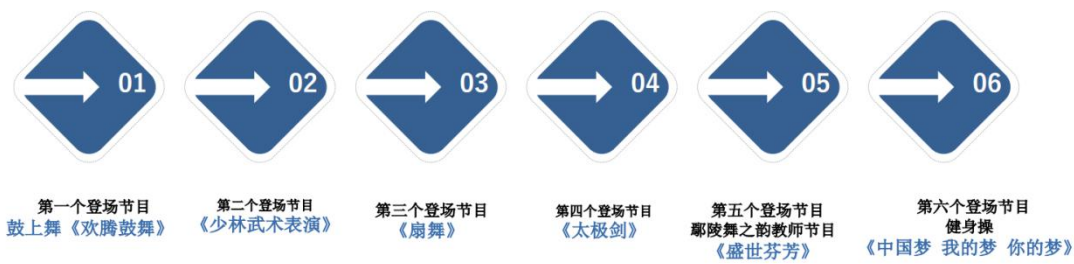 01
02
03
04
05
06
第一个登场节目
鼓上舞《欢腾鼓舞》
第二个登场节目
《少林武术表演》
第三个登场节目
《扇舞》
第四个登场节目
《太极剑》
第五个登场节目
鄢陵舞之韵教师节目
《盛世芬芳》
第六个登场节目
健身操
《中国梦 我的梦 你的梦》